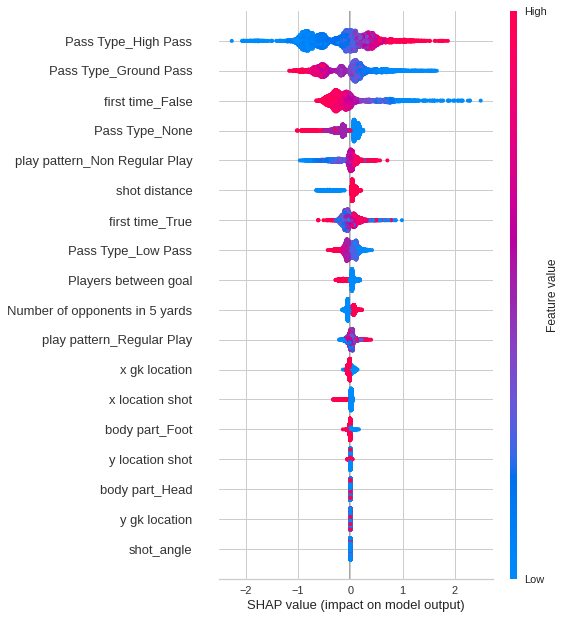 High
Pass Type_High Pass
Pass Type_Ground Pass
first time_False
Pass Type_None
play pattern_Non Regular Play
shot distance
first time_True
Pass Type_Low Pass
Players between goal
Number of opponents in 5 yards
play pattern_Regular Play
x gk location
x location shot
body part_Foot
y location shot
body part_Head
y gk location
shot_angle
Feature value
Low
−2 −1 0 1 2
SHAP value (impact on model output)